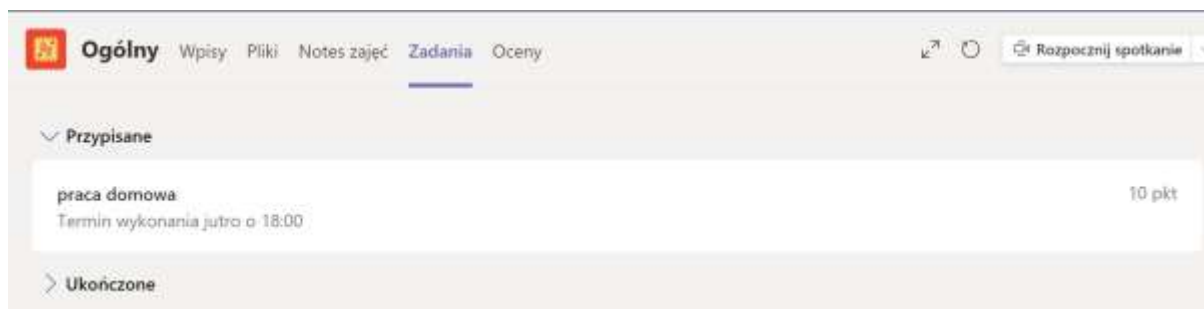 Ogólny Wpisy Pliki Notes zajęć Zadania Oceny Rozpocznij spotkanie
Przypisane
praca domowa 10 pkt
Termin wykonania jutro o 18:00
Ukończone